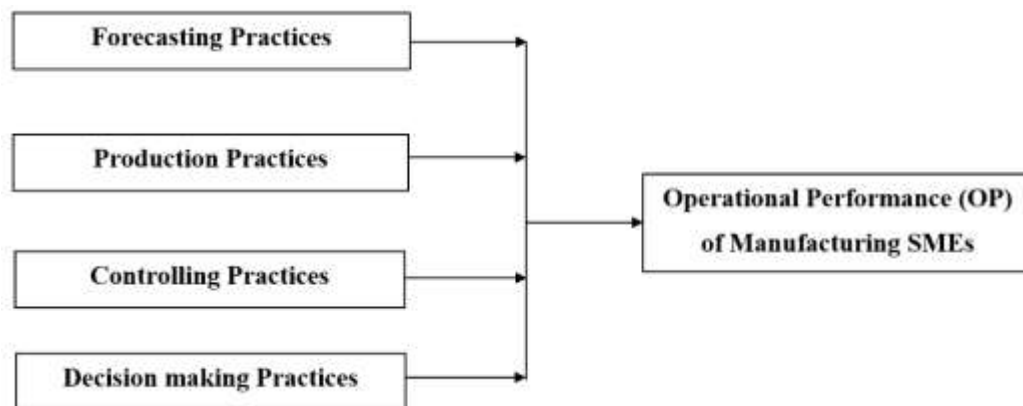 Forecasting Practices
Production Practices
Operational Performance (OP)
of Manufacturing SMEs
Controlling Practices
Decision making Practices